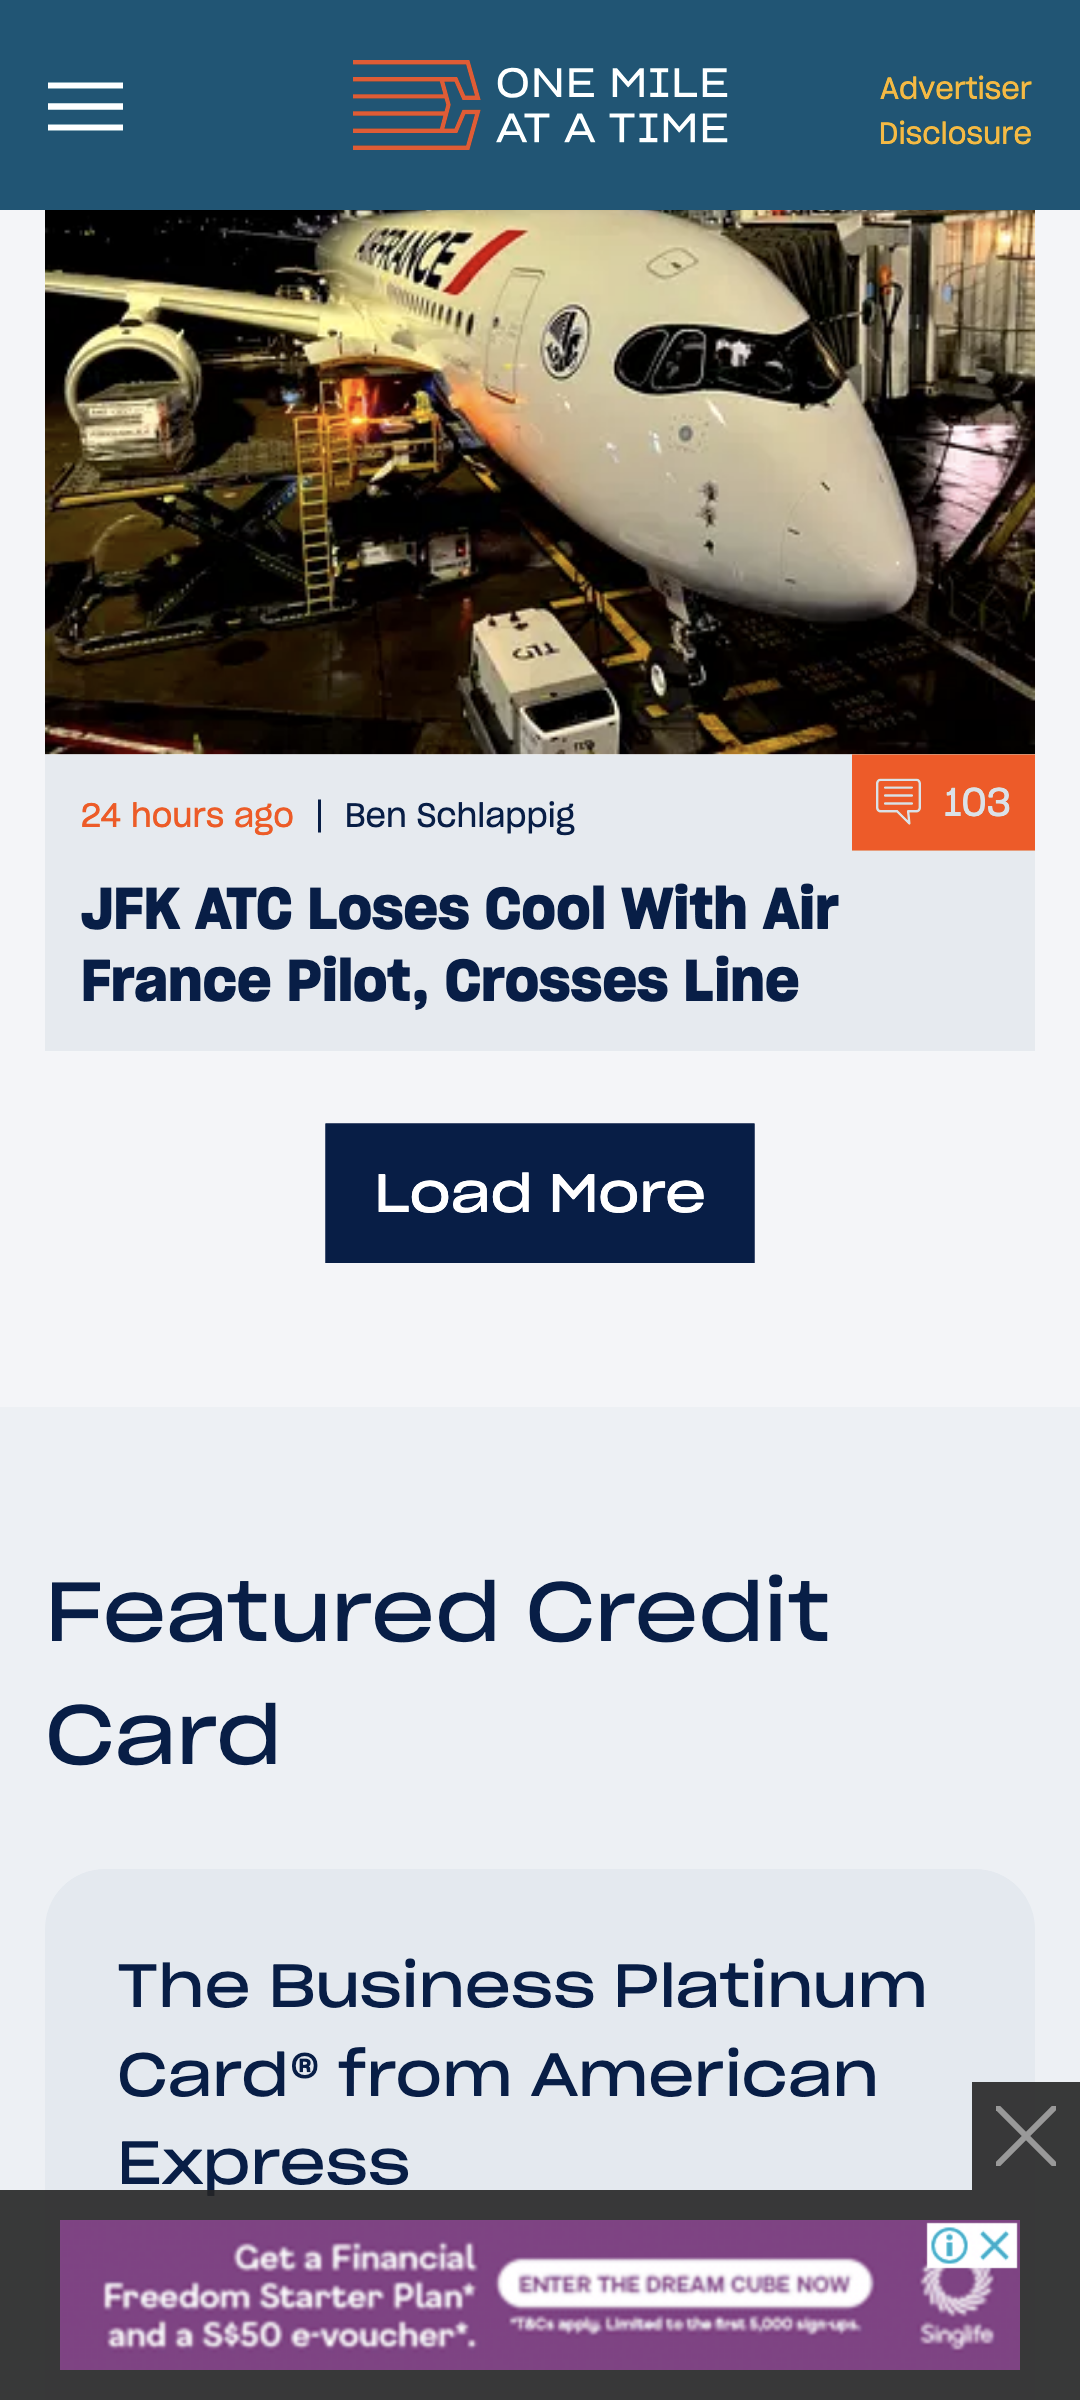 ONE MILE
AT A TIME
Advertiser
Disclosure
AIRFRANCE
24 hours ago | Ben Schlappig
103
JFK ATC Loses Cool With Air
France Pilot, Crosses Line
Load More
Featured Credit
Card
The Business Platinum
Card® from American
Express
Get a Financial
Freedom Starter Plan*
and a S$50 e-voucher*.
ENTER THE DREAM CUBE NOW
*T&Cs apply. Limited to the first 5,000 sign-ups.
Singlife